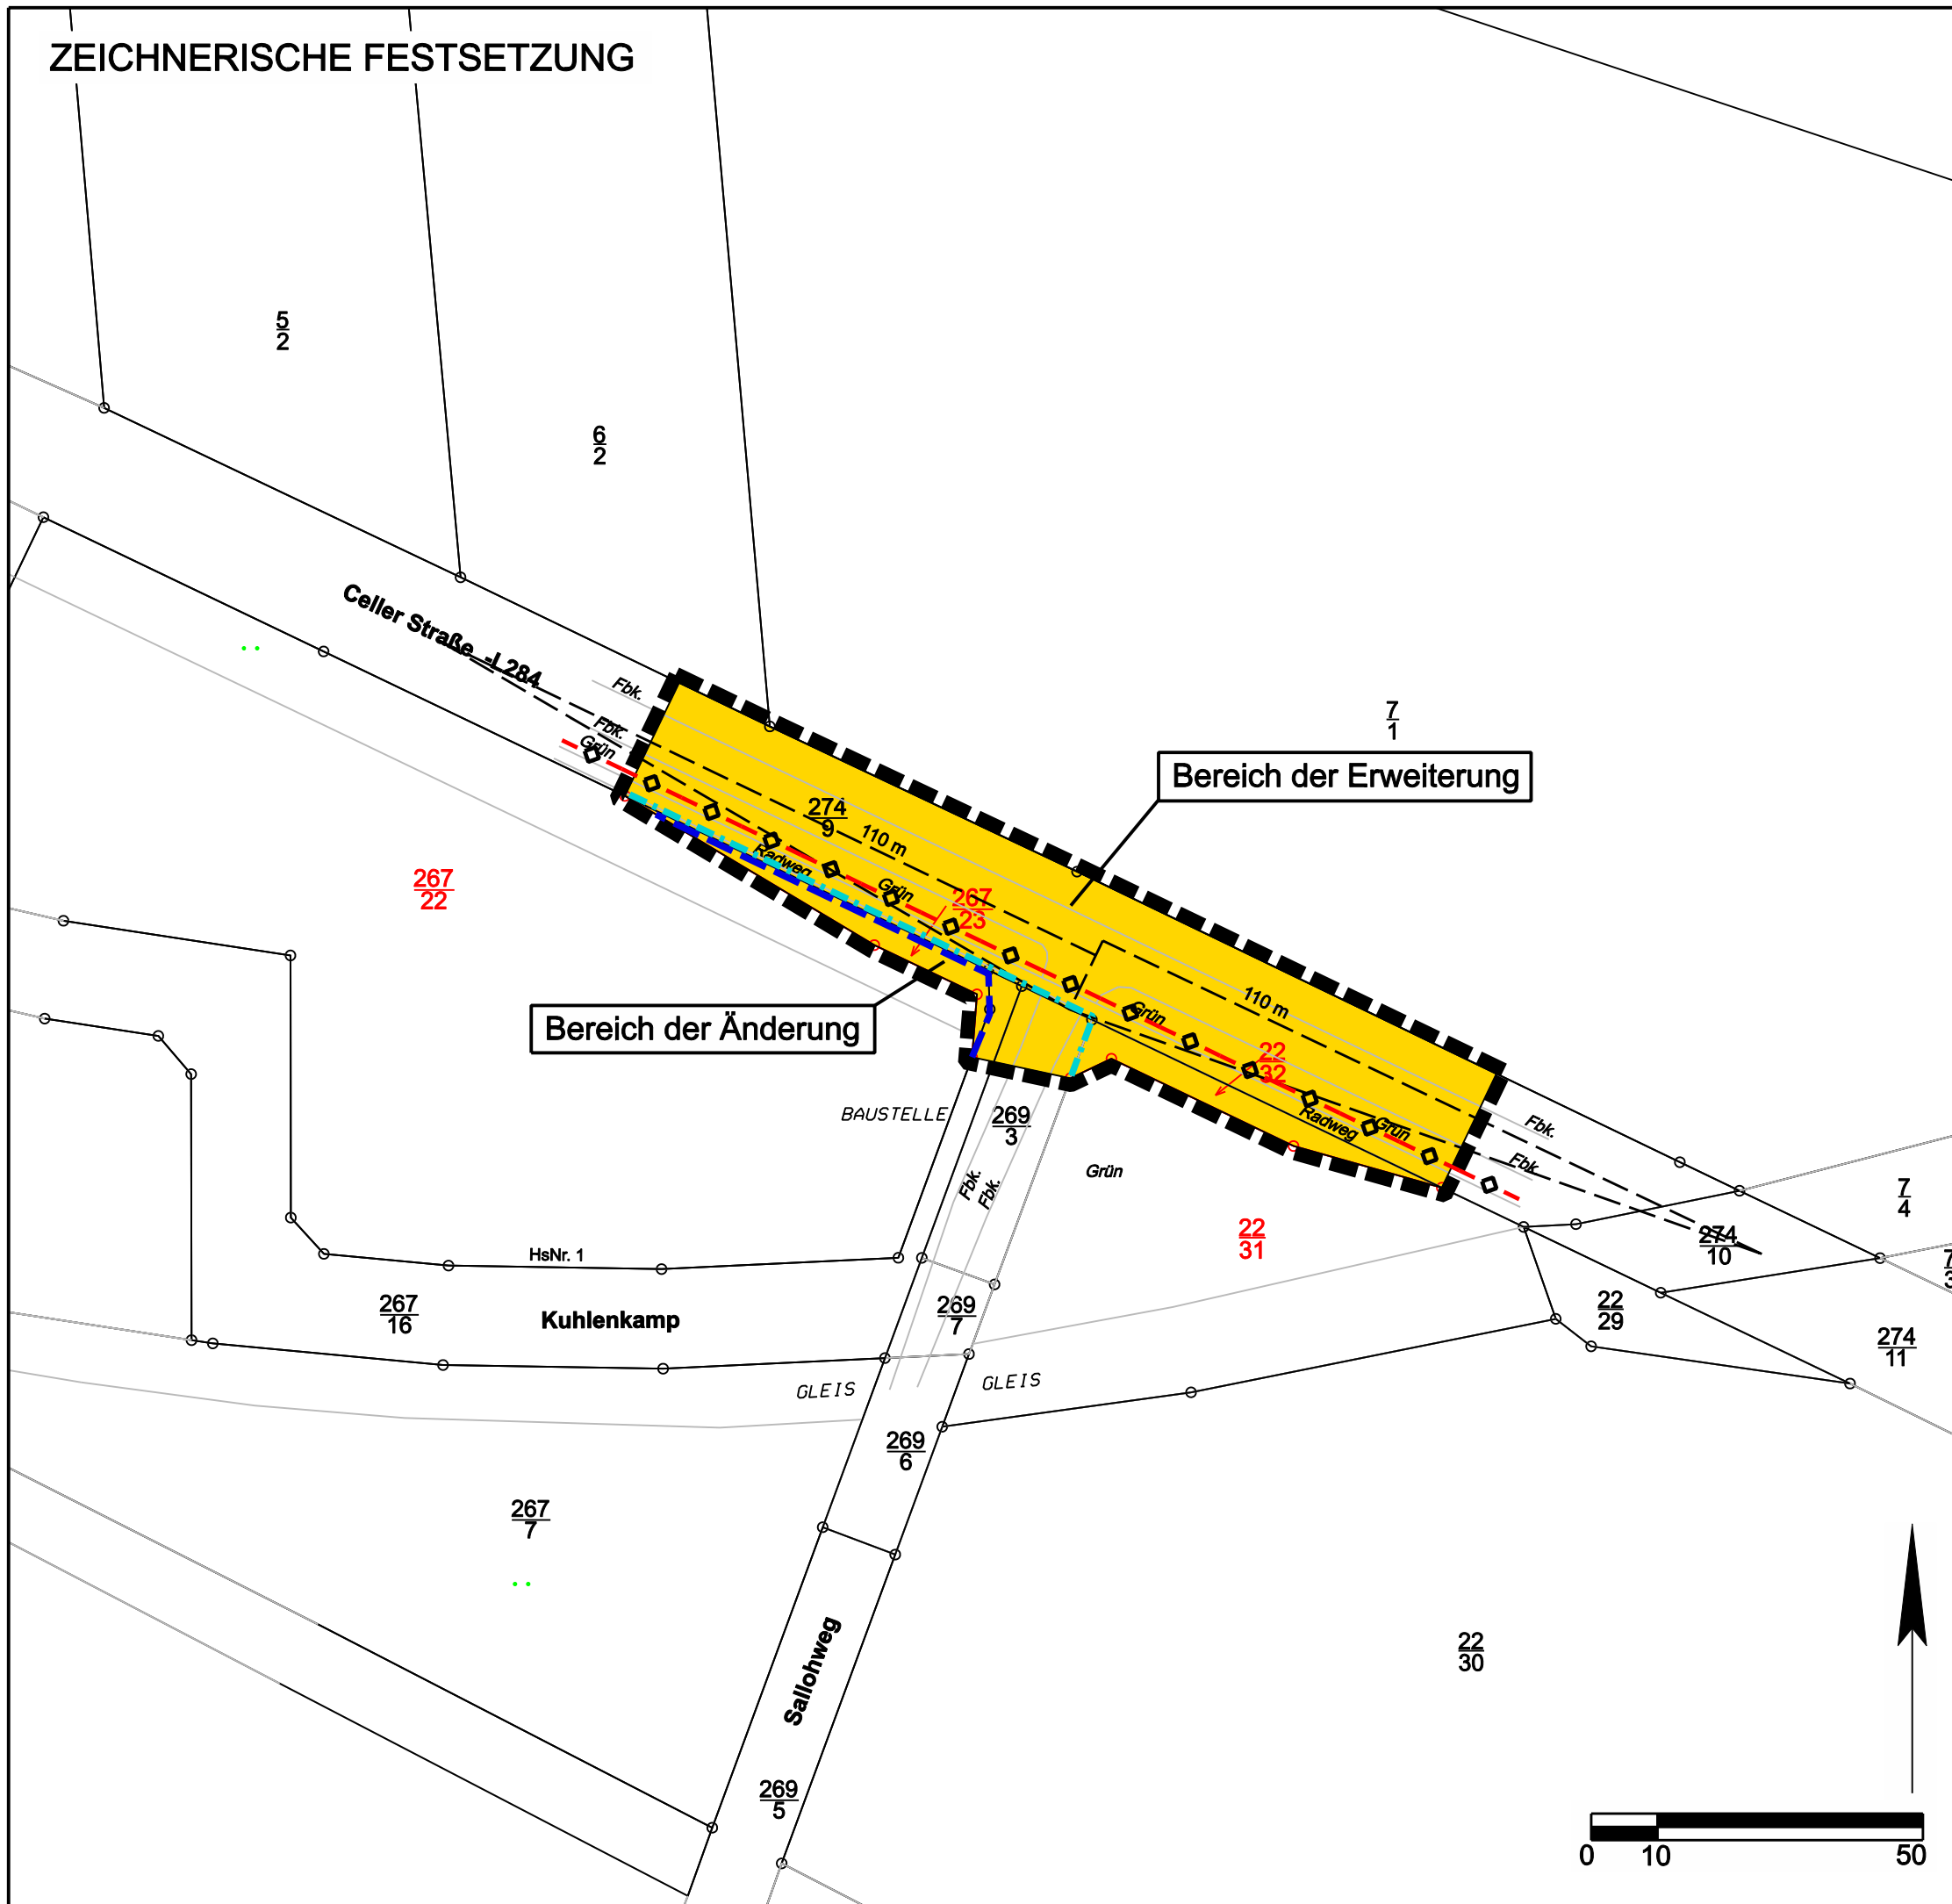 ZEICHNERISCHE FESTSETZUNG
5
2
6
2
Celler Straße -L284
Fbk.
Fbk.
Grün
7
1
Bereich der Erweiterung
274
9
110 m
Radweg
Grün
267
22
267
23
Bereich der Änderung
110 m
Grün
22
32
Radweg
Grün
Fbk.
Fbk.
BAUSTELLE
269
3
Fbk.
Fbk.
Grün
22
31
7
4
274
10
7
3
HsNr. 1
267
16
Kuhlenkamp
269
7
22
29
274
11
GLEIS
GLEIS
269
6
267
7
Sallohweg
22
30
269
5
0 10 50